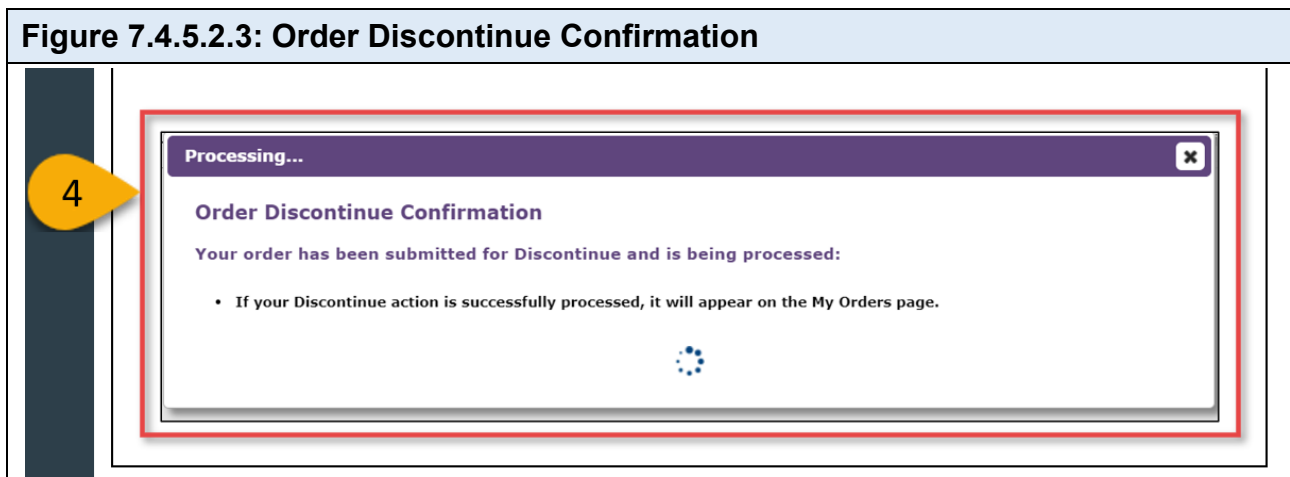 Figure 7.4.5.2.3: Order Discontinue Confirmation
Processing...
4
Order Discontinue Confirmation
Your order has been submitted for Discontinue and is being processed:
• If your Discontinue action is successfully processed, it will appear on the My Orders page.